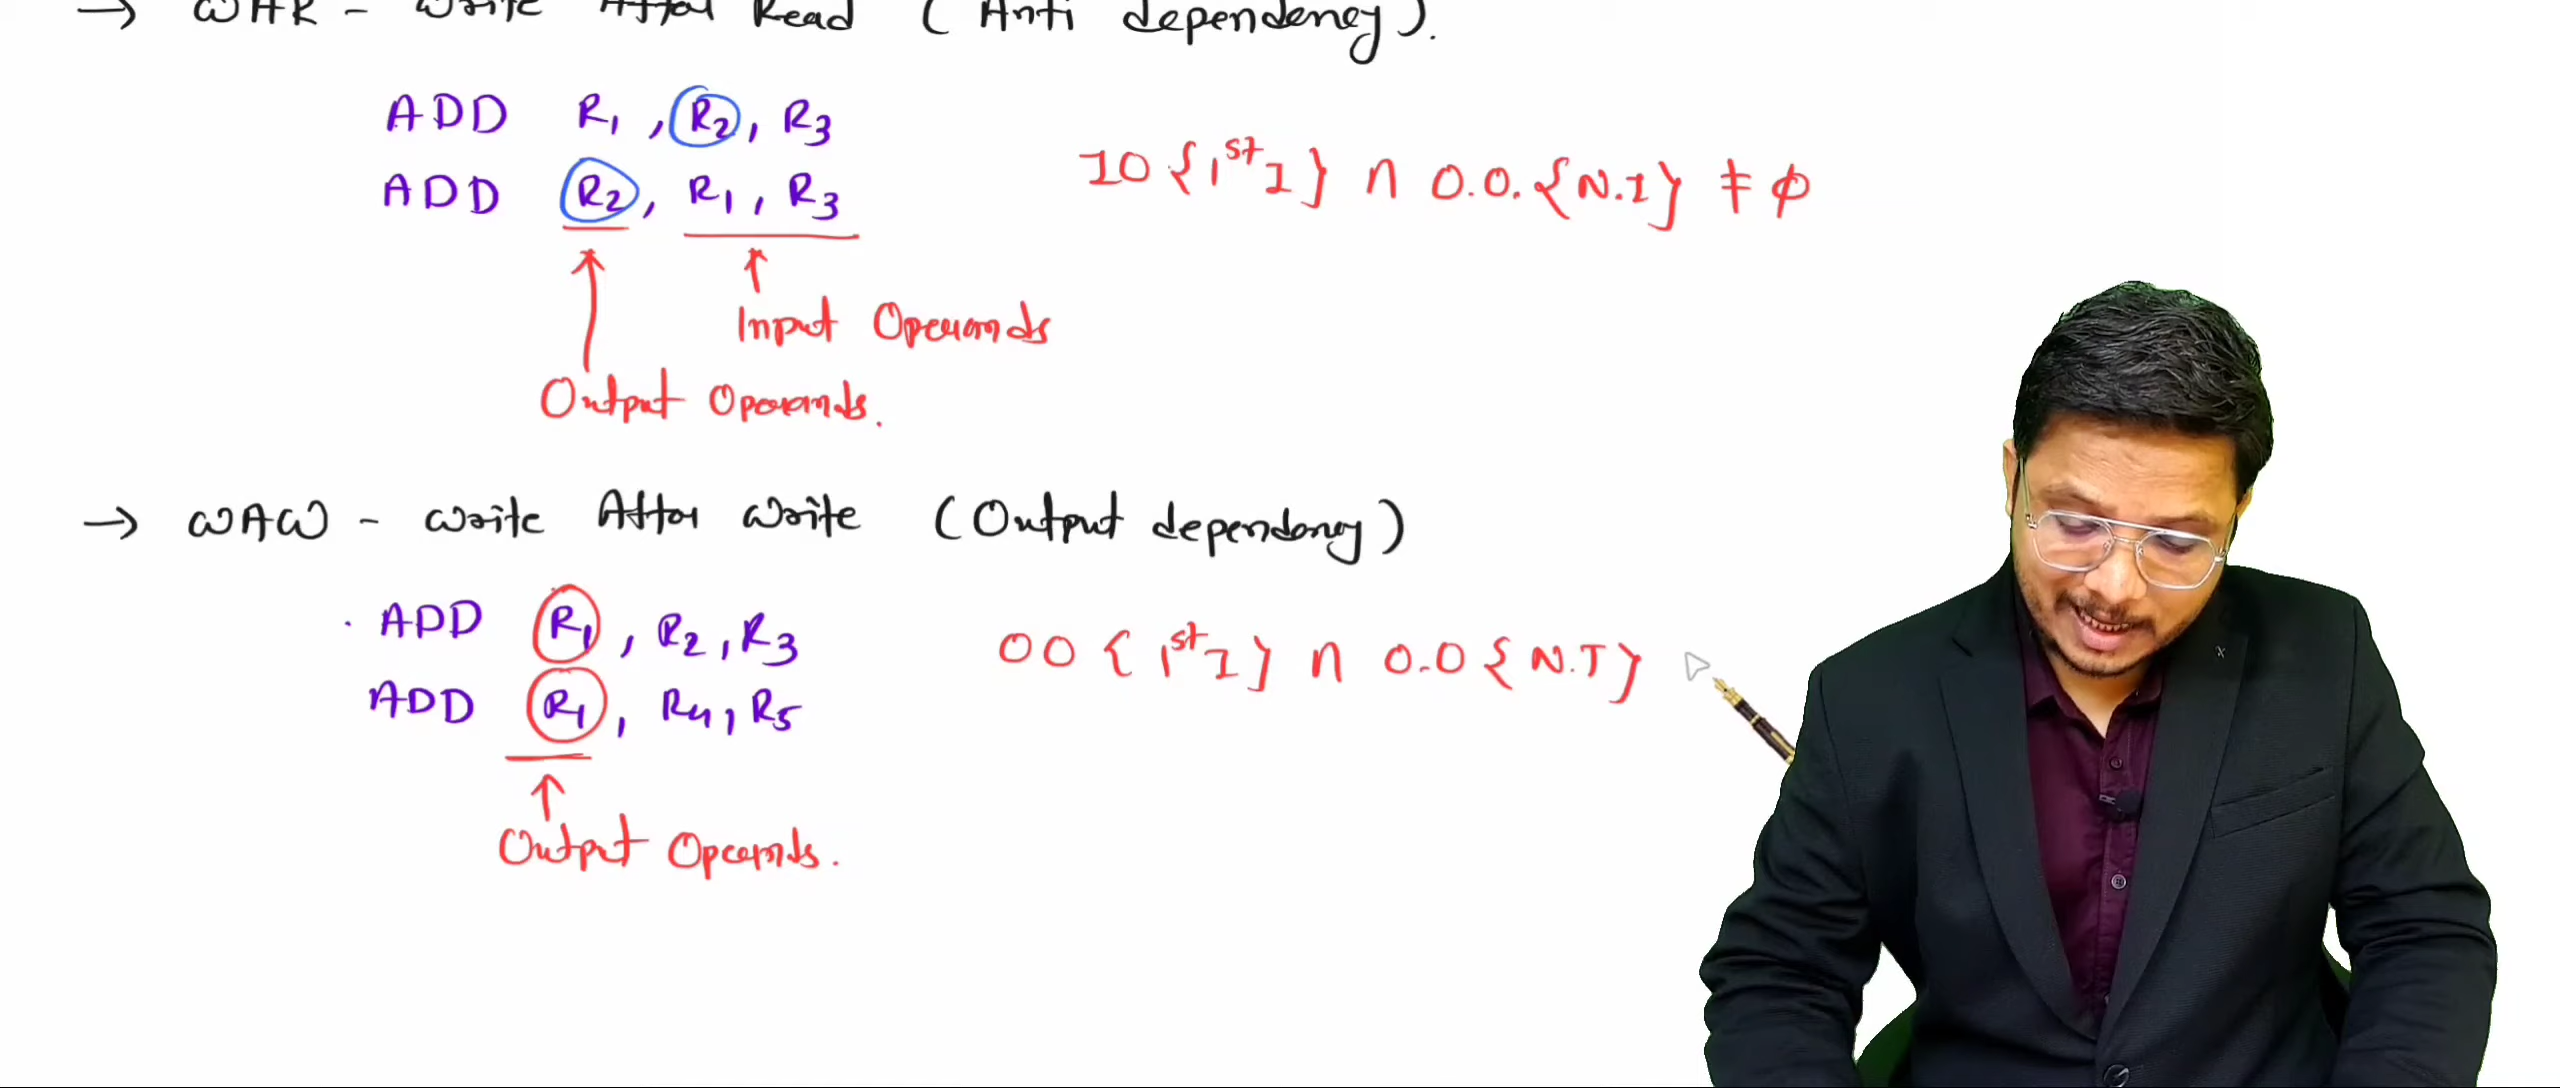 → WAR - Write After Read (Anti dependency).
ADD R1, R2, R3
ADD R2, R1, R3
IO {1st I} ∩ O.O. {N.I} ≠ ϕ
Input Operands
Output Operands.
→ WAW - Write After Write (Output dependency)
. ADD R1, R2, R3
ADD R1, R4, R5
OO {1st I} ∩ O.O {N.I}
Output Operands.